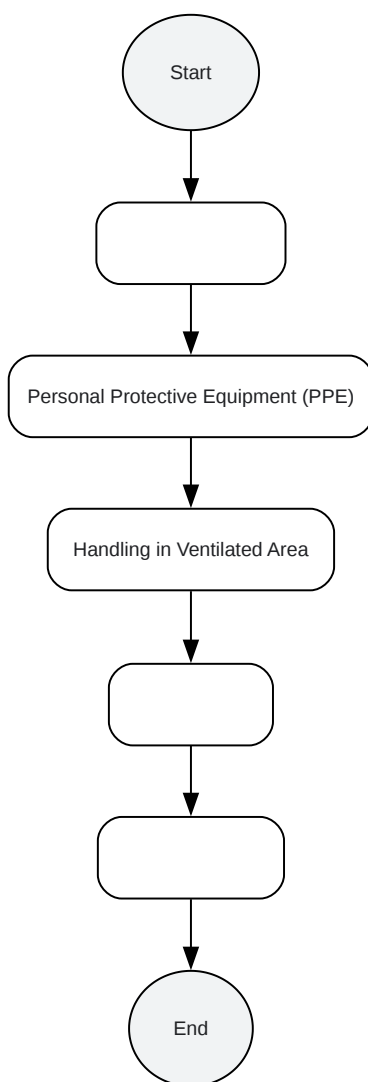 Start
Personal Protective Equipment (PPE)
Handling in Ventilated Area
End